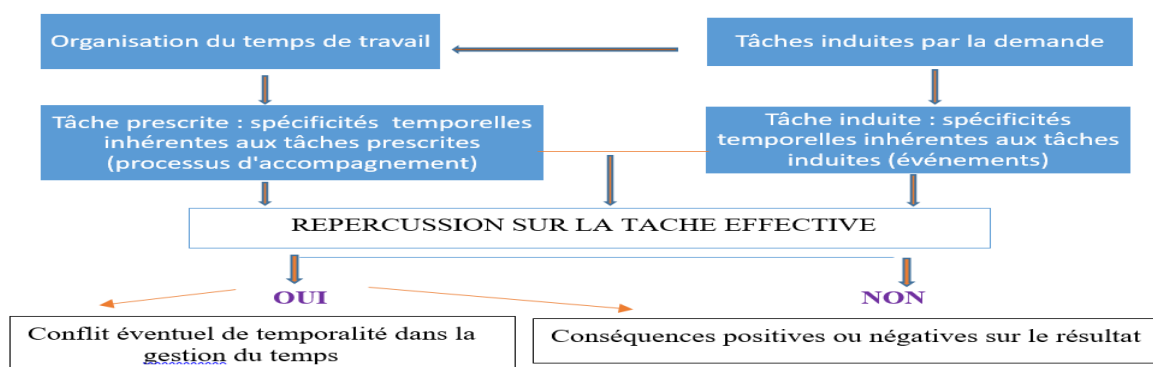 Organisation du temps de travail
Tâches induites par la demande
Tâche prescrite : spécificités  temporelles
inhérentes aux tâches prescrites
(processus d'accompagnement)
Tâche induite : spécificités
temporelles inhérentes aux tâches
induites (événements)
REPERCUSSION SUR LA TACHE EFFECTIVE
OUI
NON
Conflit éventuel de temporalité dans la
gestion du temps
Conséquences positives ou négatives sur le résultat